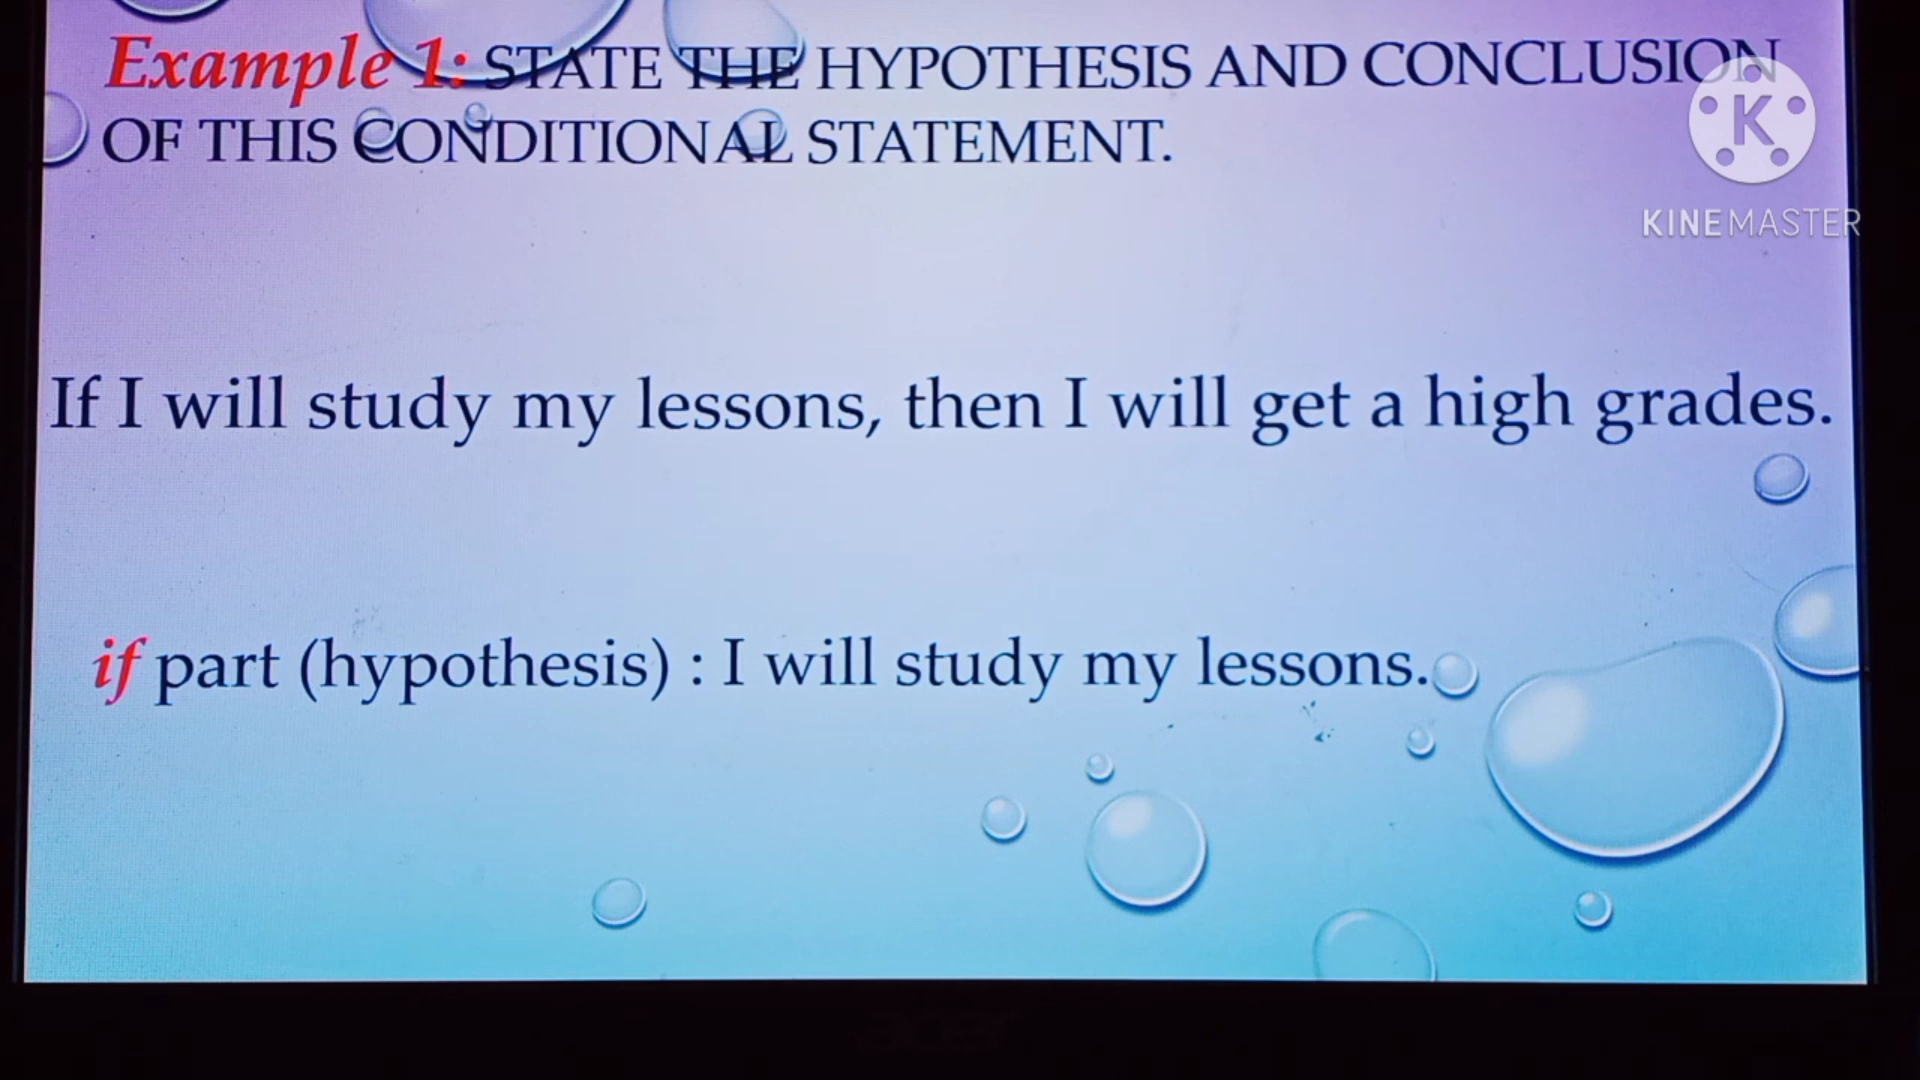 Example 1: STATE THE HYPOTHESIS AND CONCLUSION
OF THIS CONDITIONAL STATEMENT.
K
KINEMASTER
If I will study my lessons, then I will get a high grades.
if part (hypothesis) : I will study my lessons.
acer